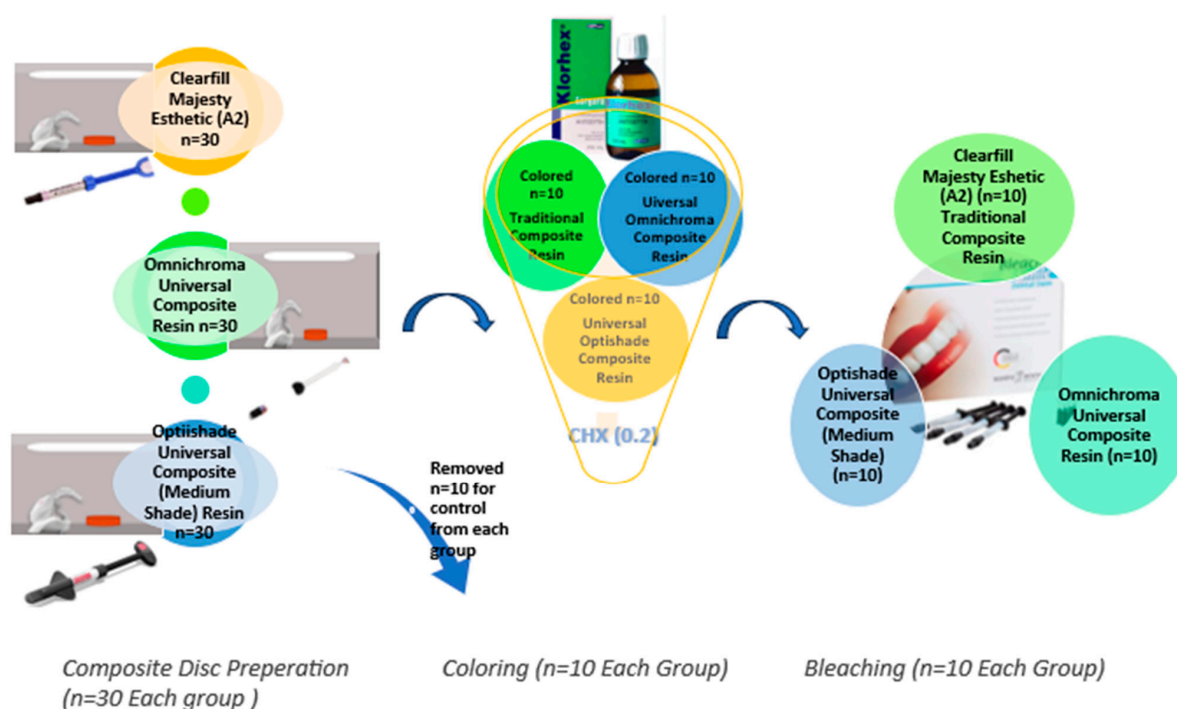 Clearfill
Majesty
Esthetic (A2)
n=30
Omnichroma
Universal
Composite
Resin n=30
Optiishade
Universal
Composite
(Medium
Shade) Resin
n=30
Removed
n=10 for
control
from each
group
Composite Disc Preperation
(n=30 Each group )
Klorhex®
Klorhex
Colored
n=10
Traditional
Composite
Resin
Colored n=10
Uiversal
Omnichroma
Composite
Resin
Colored n=10
Universal
Optishade
Composite
Resin
CHX (0.2)
Coloring (n=10 Each Group)
Clearfill
Majesty Eshetic
(A2) (n=10)
Traditional
Composite
Resin
Optishade
Universal
Composite
(Medium
Shade)
(n=10)
Omnichroma
Universal
Composite
Resin (n=10)
Bleaching (n=10 Each Group)